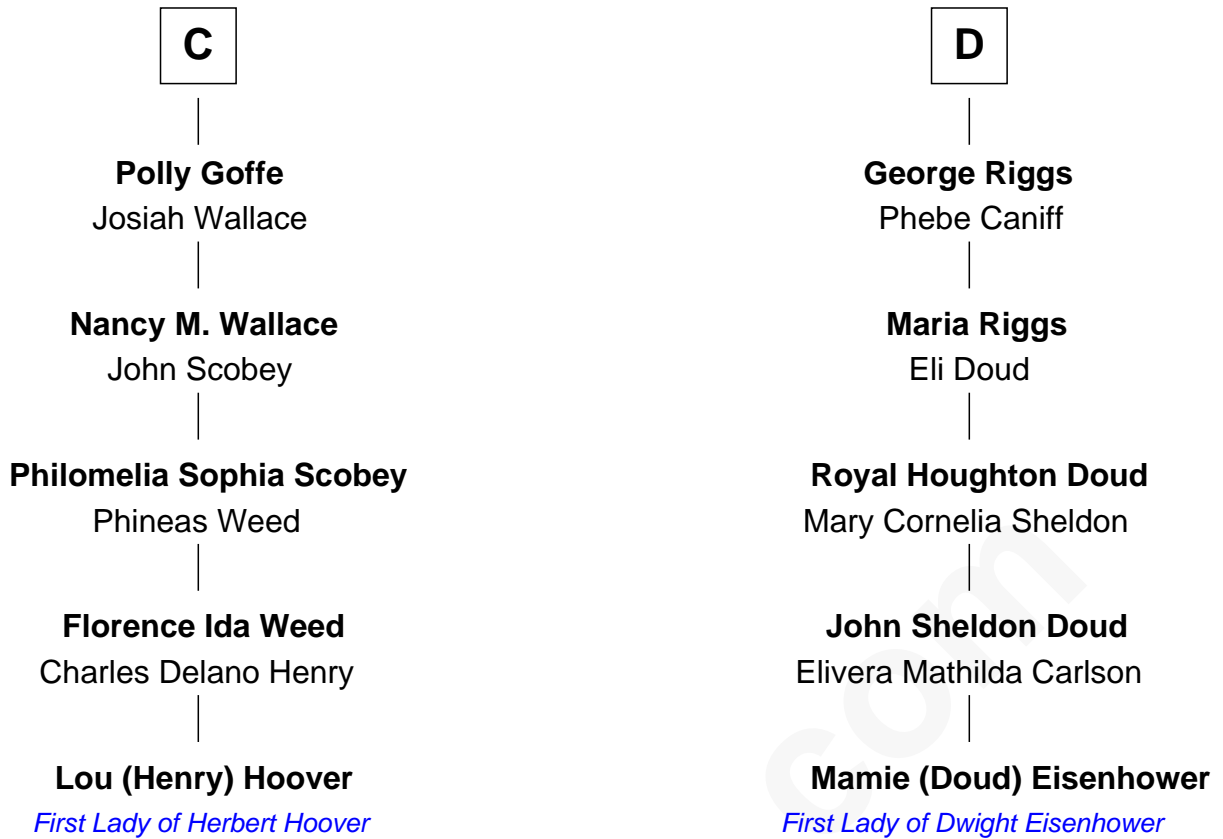 C
Polly Goffe
Josiah Wallace
Nancy M. Wallace
John Scobey
Philomelia Sophia Scobey
Phineas Weed
Florence Ida Weed
Charles Delano Henry
Lou (Henry) Hoover
First Lady of Herbert Hoover
D
George Riggs
Phebe Caniff
Maria Riggs
Eli Doud
Royal Houghton Doud
Mary Cornelia Sheldon
John Sheldon Doud
Elivera Mathilda Carlson
Mamie (Doud) Eisenhower
First Lady of Dwight Eisenhower
com